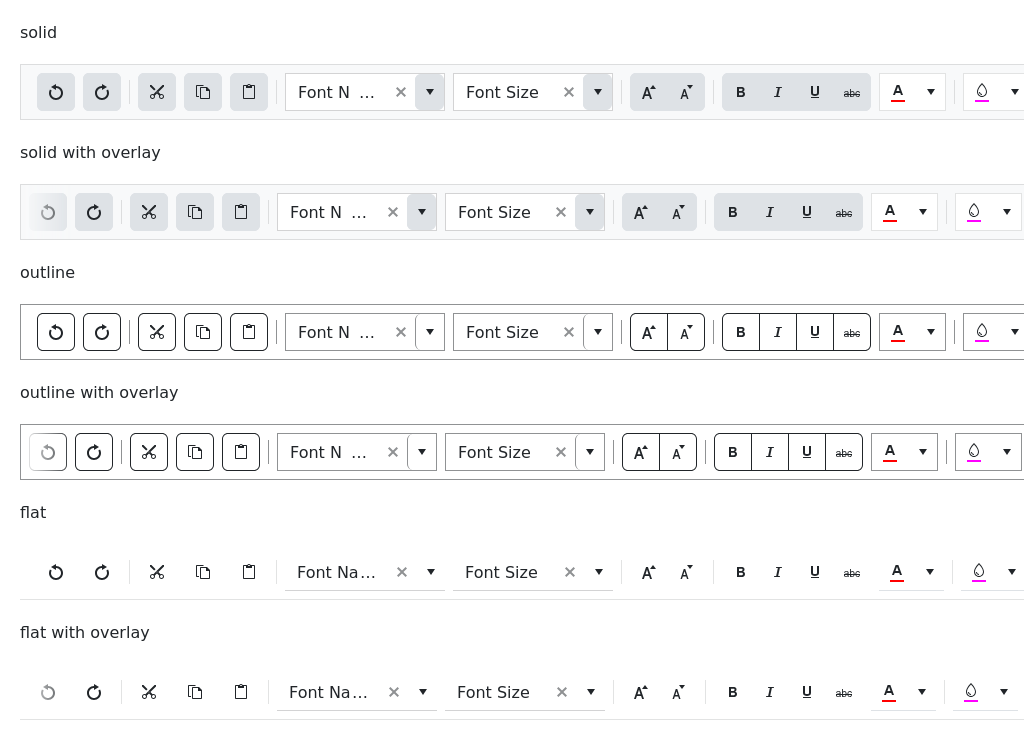 solid
Font N ... Font Size A A B I U abc A
solid with overlay
Font N ... Font Size A A B I U abc A
outline
Font N ... Font Size A A B I U abc A
outline with overlay
Font N ... Font Size A A B I U abc A
flat
Font Na... Font Size A A B I U abc A
flat with overlay
Font Na... Font Size A A B I U abc A